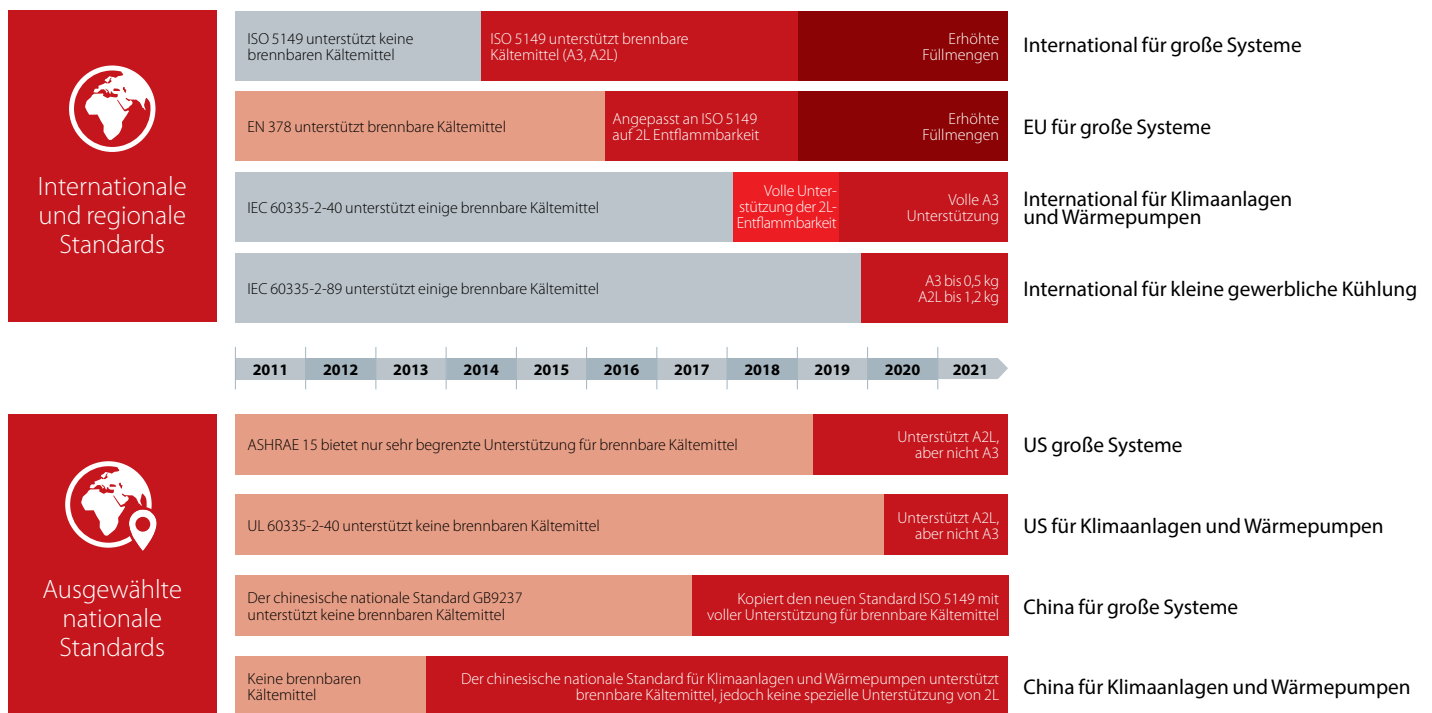 Internationale
und regionale
Standards
ISO 5149 unterstützt keine
brennbaren Kältemittel
ISO 5149 unterstützt brennbare
Kältemittel (A3, A2L)
Erhöhte
Füllmengen
International für große Systeme
EN 378 unterstützt brennbare Kältemittel
Angepasst an ISO 5149
auf 2L Entflammbarkeit
Erhöhte
Füllmengen
EU für große Systeme
IEC 60335-2-40 unterstützt einige brennbare Kältemittel
Volle Unter-
stützung der 2L-
Entflammbarkeit
Volle A3
Unterstützung
International für Klimaanlagen
und Wärmepumpen
IEC 60335-2-89 unterstützt einige brennbare Kältemittel
A3 bis 0,5 kg
A2L bis 1,2 kg
International für kleine gewerbliche Kühlung
2011 2012 2013 2014 2015 2016 2017 2018 2019 2020 2021
Ausgewählte
nationale
Standards
ASHRAE 15 bietet nur sehr begrenzte Unterstützung für brennbare Kältemittel
Unterstützt A2L,
aber nicht A3
US große Systeme
UL 60335-2-40 unterstützt keine brennbaren Kältemittel
Unterstützt A2L,
aber nicht A3
US für Klimaanlagen und Wärmepumpen
Der chinesische nationale Standard GB9237
unterstützt keine brennbaren Kältemittel
Kopiert den neuen Standard ISO 5149 mit
voller Unterstützung für brennbare Kältemittel
China für große Systeme
Keine brennbaren
Kältemittel
Der chinesische nationale Standard für Klimaanlagen und Wärmepumpen unterstützt
brennbare Kältemittel, jedoch keine spezielle Unterstützung von 2L
China für Klimaanlagen und Wärmepumpen